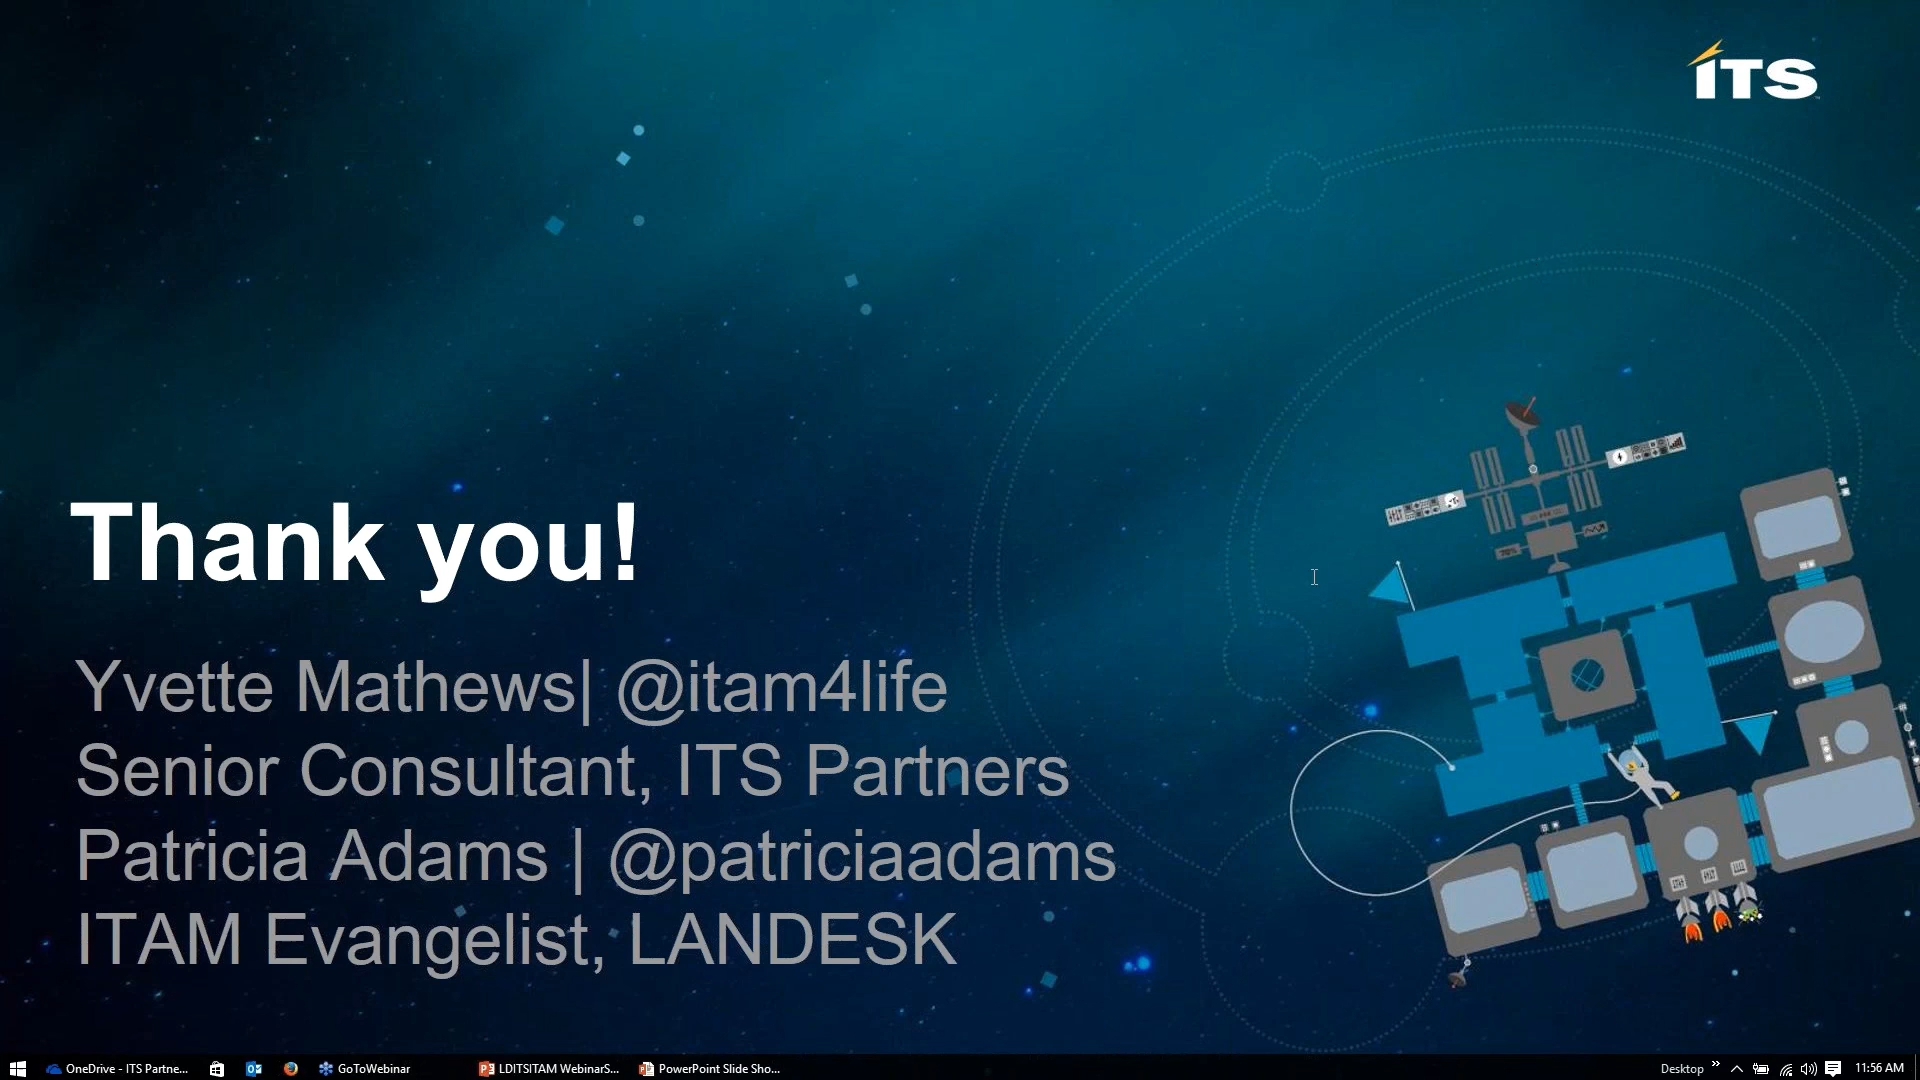 ITS
Thank you!
Yvette Mathews| @itam4life
Senior Consultant, ITS Partners
Patricia Adams | @patriciaadams
ITAM Evangelist, LANDESK
OneDrive - ITS Partne...
GoToWebinar
LDITSITAM WebinarS...
PowerPoint Slide Sho...
Desktop
11:56 AM